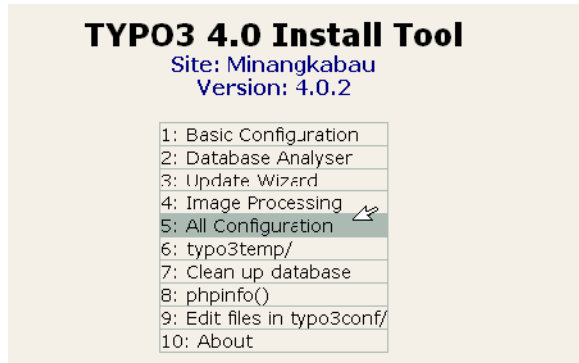 TYPO3 4.0 Install Tool
Site: Minangkabau
Version: 4.0.2
1: Basic Configuration
2: Database Analyser
3: Update Wizard
4: Image Processing
5: All Configuration
6: typo3temp/
7: Clean up database
8: phpinfo()
9: Edit files in typo3conf/
10: About